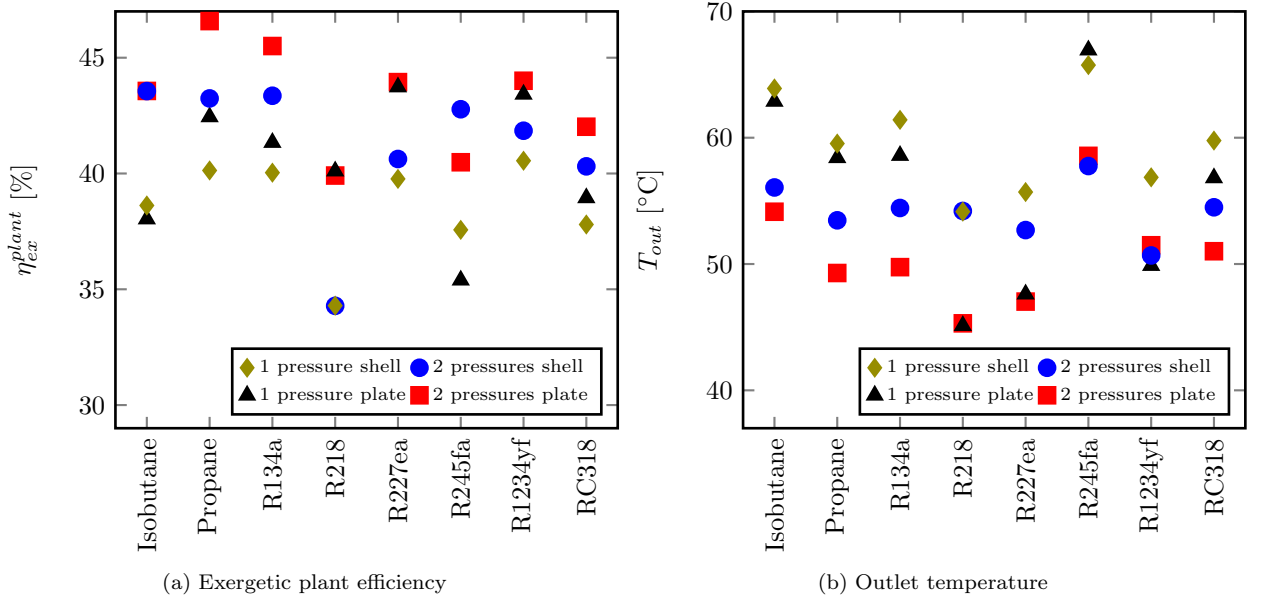 45
40
35
30
η_ex^plant [%]
1 pressure shell 2 pressures shell
1 pressure plate 2 pressures plate
Isobutane
Propane
R134a
R218
R227ea
R245fa
R1234yf
RC318
(a) Exergetic plant efficiency
70
60
50
40
T_out [°C]
1 pressure shell 2 pressures shell
1 pressure plate 2 pressures plate
Isobutane
Propane
R134a
R218
R227ea
R245fa
R1234yf
RC318
(b) Outlet temperature